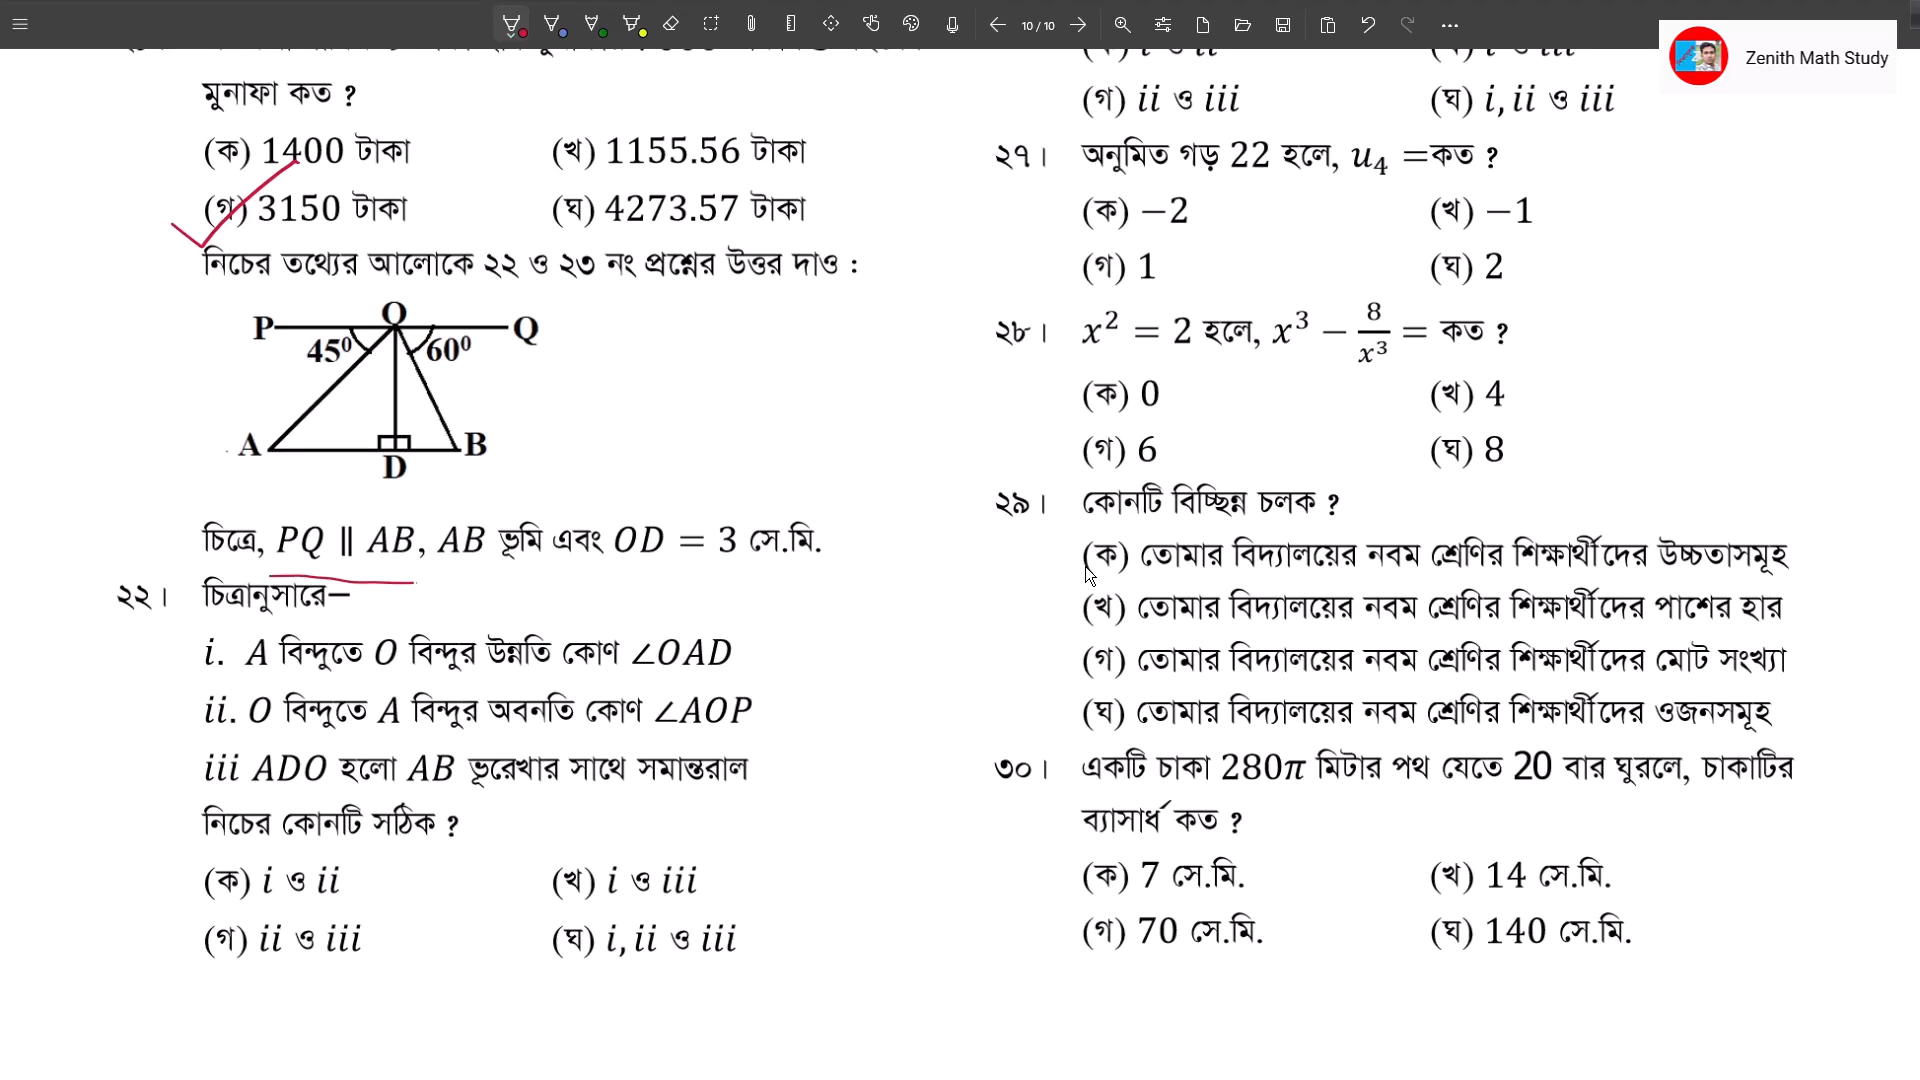 10 / 10
Zenith Math Study
মুনাফা কত ?
(ক) 1400 টাকা (খ) 1155.56 টাকা
(গ) 3150 টাকা (ঘ) 4273.57 টাকা
নিচের তথ্যের আলোকে ২২ ও ২৩ নং প্রশ্নের উত্তর দাও :
P O Q
45⁰ 60⁰
A D B
চিত্রে, PQ ∥ AB, AB ভূমি এবং OD = 3 সে.মি.
২২। চিত্রানুসারে–
i. A বিন্দুতে O বিন্দুর উন্নতি কোণ ∠OAD
ii. O বিন্দুতে A বিন্দুর অবনতি কোণ ∠AOP
iii ADO হলো AB ভূরেখার সাথে সমান্তরাল
নিচের কোনটি সঠিক ?
(ক) i ও ii (খ) i ও iii
(গ) ii ও iii (ঘ) i, ii ও iii
(গ) ii ও iii (ঘ) i, ii ও iii
২৭। অনুমিত গড় 22 হলে, u₄ =কত ?
(ক) −2 (খ) −1
(গ) 1 (ঘ) 2
২৮। x² = 2 হলে, x³ − 8/x³ = কত ?
(ক) 0 (খ) 4
(গ) 6 (ঘ) 8
২৯। কোনটি বিচ্ছিন্ন চলক ?
(ক) তোমার বিদ্যালয়ের নবম শ্রেণির শিক্ষার্থীদের উচ্চতাসমূহ
(খ) তোমার বিদ্যালয়ের নবম শ্রেণির শিক্ষার্থীদের পাশের হার
(গ) তোমার বিদ্যালয়ের নবম শ্রেণির শিক্ষার্থীদের মোট সংখ্যা
(ঘ) তোমার বিদ্যালয়ের নবম শ্রেণির শিক্ষার্থীদের ওজনসমূহ
৩০। একটি চাকা 280π মিটার পথ যেতে 20 বার ঘুরলে, চাকাটির
ব্যাসার্ধ কত ?
(ক) 7 সে.মি. (খ) 14 সে.মি.
(গ) 70 সে.মি. (ঘ) 140 সে.মি.